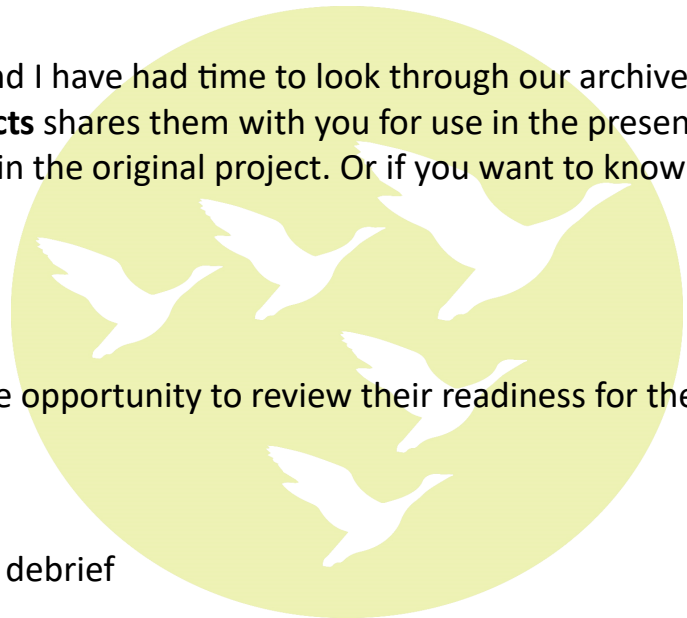 nd I have had time to look through our archive
cts shares them with you for use in the presen
in the original project. Or if you want to know
e opportunity to review their readiness for the
debrief